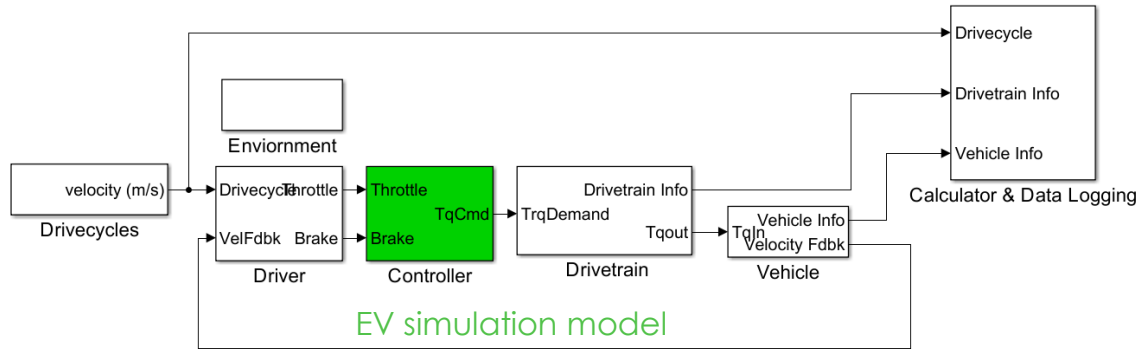 Drivecycle
Drivetrain Info
Vehicle Info
Calculator & Data Logging
Enviornment
velocity (m/s)
Drivecycles
Drivecycle Throttle
VelFdbk Brake
Driver
Throttle
TqCmd
Brake
Controller
Drivetrain Info
TrqDemand
Tqout
Drivetrain
Vehicle Info
TqIn
Velocity Fdbk
Vehicle
EV simulation model